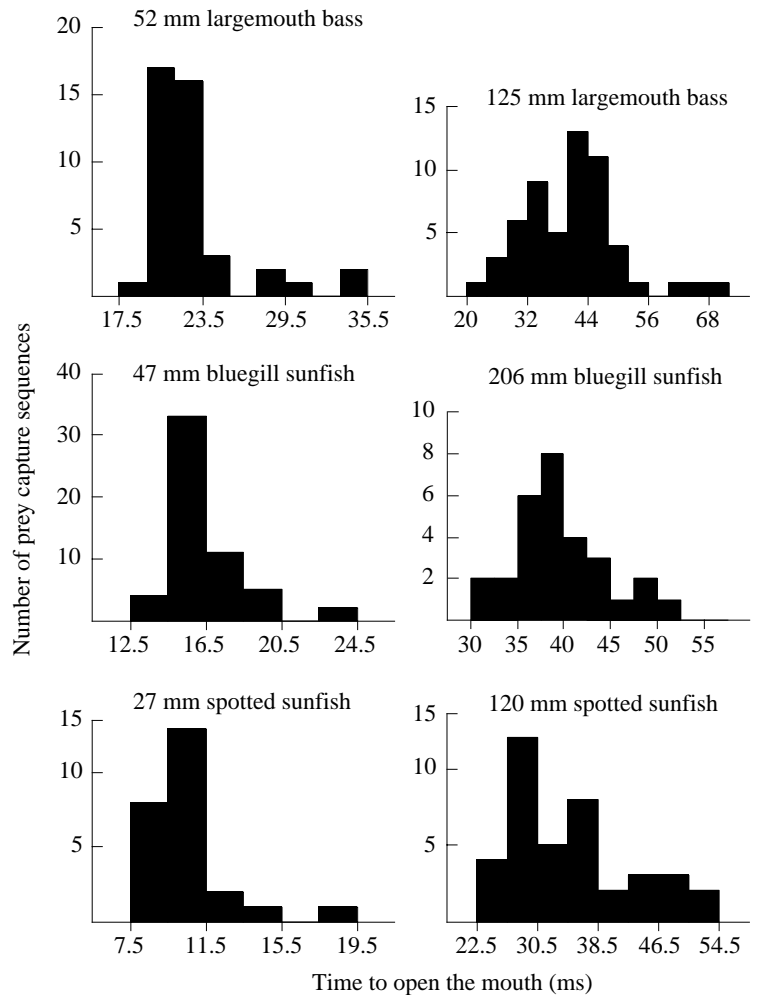 Number of prey capture sequences
52 mm largemouth bass
20
15
10
5
17.5 23.5 29.5 35.5
125 mm largemouth bass
15
10
5
20 32 44 56 68
47 mm bluegill sunfish
40
30
20
10
12.5 16.5 20.5 24.5
206 mm bluegill sunfish
10
8
6
4
2
30 35 40 45 50 55
27 mm spotted sunfish
15
10
5
7.5 11.5 15.5 19.5
120 mm spotted sunfish
15
10
5
22.5 30.5 38.5 46.5 54.5
Time to open the mouth (ms)